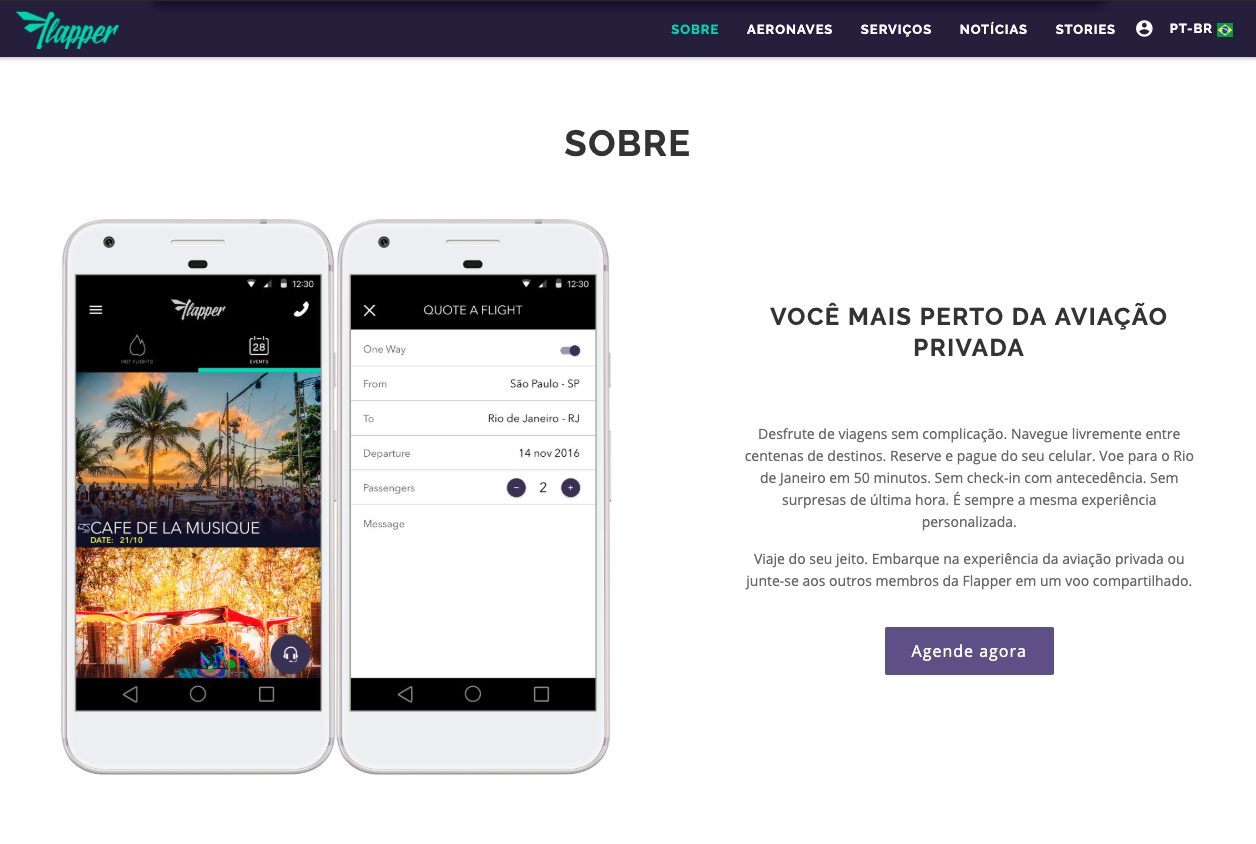 flapper
SOBRE
AERONAVES
SERVIÇOS
NOTÍCIAS
STORIES
PT-BR
SOBRE
12:30
flapper
HOT FLIGHTS
28
EVENTS
CAFE DE LA MUSIQUE
DATE: 21/10
12:30
QUOTE A FLIGHT
One Way
From
São Paulo - SP
To
Rio de Janeiro - RJ
Departure
14 nov 2016
Passengers
- 2 +
Message
VOCÊ MAIS PERTO DA AVIAÇÃO
PRIVADA
Desfrute de viagens sem complicação. Navegue livremente entre
centenas de destinos. Reserve e pague do seu celular. Voe para o Rio
de Janeiro em 50 minutos. Sem check-in com antecedência. Sem
surpresas de última hora. É sempre a mesma experiência
personalizada.
Viaje do seu jeito. Embarque na experiência da aviação privada ou
junte-se aos outros membros da Flapper em um voo compartilhado.
Agende agora